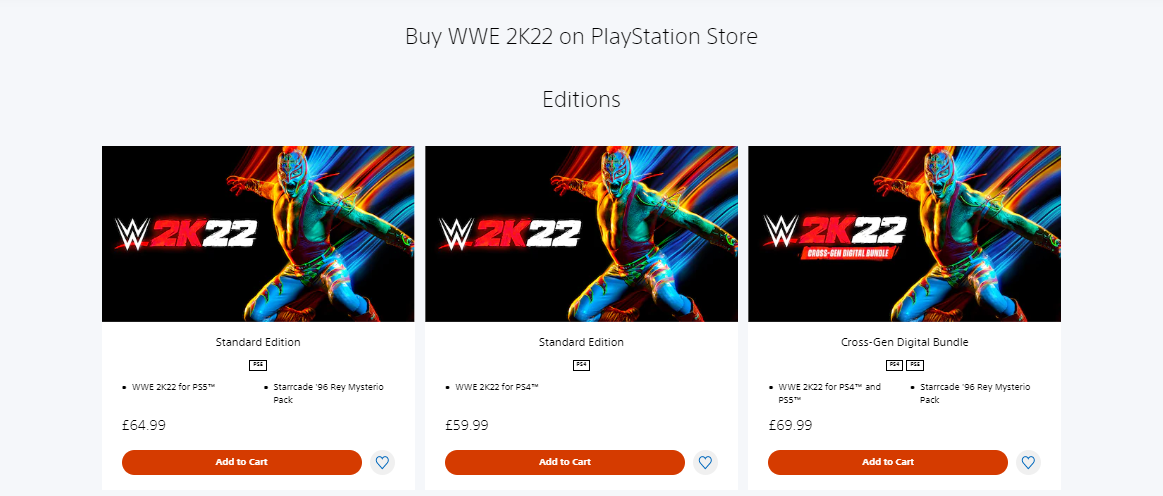 Buy WWE 2K22 on PlayStation Store
Editions
W 2K22
W 2K22
W 2K22
CROSS-GEN DIGITAL BUNDLE
Standard Edition
PS5
WWE 2K22 for PS5™
Starrcade '96 Rey Mysterio
Pack
£64.99
Add to Cart
Standard Edition
PS4
WWE 2K22 for PS4™
£59.99
Add to Cart
Cross-Gen Digital Bundle
PS4 PS5
WWE 2K22 for PS4™ and
PS5™
Starrcade '96 Rey Mysterio
Pack
£69.99
Add to Cart